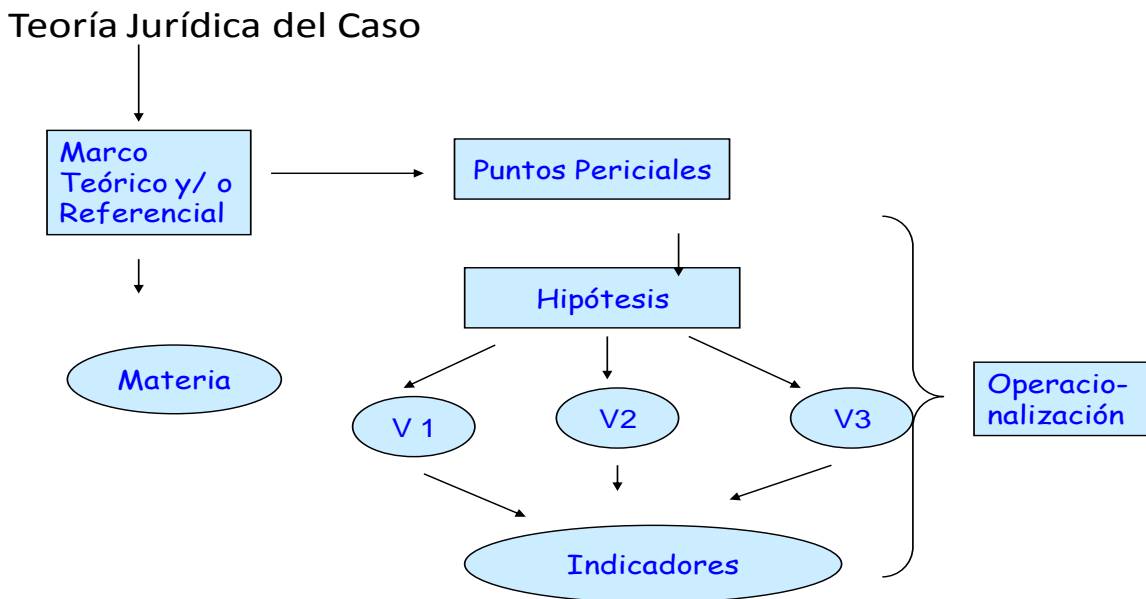 Teoría Jurídica del Caso
Marco
Teórico y/ o
Referencial
Puntos Periciales
Hipótesis
Materia
V 1
V2
V3
Operacio-
nalización
Indicadores